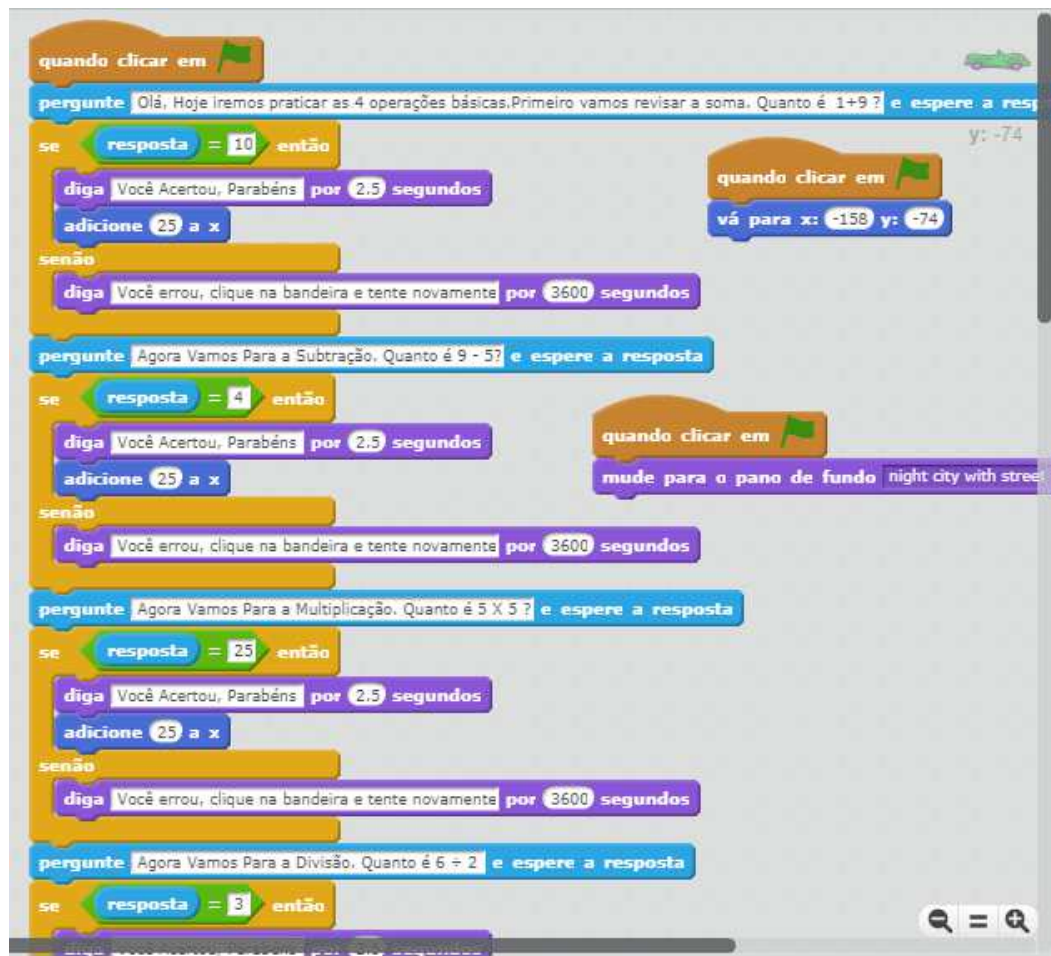 quando clicar em
pergunte Olá, Hoje iremos praticar as 4 operações básicas.Primeiro vamos revisar a soma. Quanto é 1+9 ? e espere a resp
se resposta = 10 então
diga Você Acertou, Parabéns por 2.5 segundos
adicione 25 a x
senão
diga Você errou, clique na bandeira e tente novamente por 3600 segundos
pergunte Agora Vamos Para a Subtração. Quanto é 9 - 5? e espere a resposta
se resposta = 4 então
diga Você Acertou, Parabéns por 2.5 segundos
adicione 25 a x
senão
diga Você errou, clique na bandeira e tente novamente por 3600 segundos
pergunte Agora Vamos Para a Multiplicação. Quanto é 5 X 5 ? e espere a resposta
se resposta = 25 então
diga Você Acertou, Parabéns por 2.5 segundos
adicione 25 a x
senão
diga Você errou, clique na bandeira e tente novamente por 3600 segundos
pergunte Agora Vamos Para a Divisão. Quanto é 6 ÷ 2 e espere a resposta
se resposta = 3 então
y: -74
quando clicar em
vá para x: -158 y: -74
quando clicar em
mude para o pano de fundo night city with street